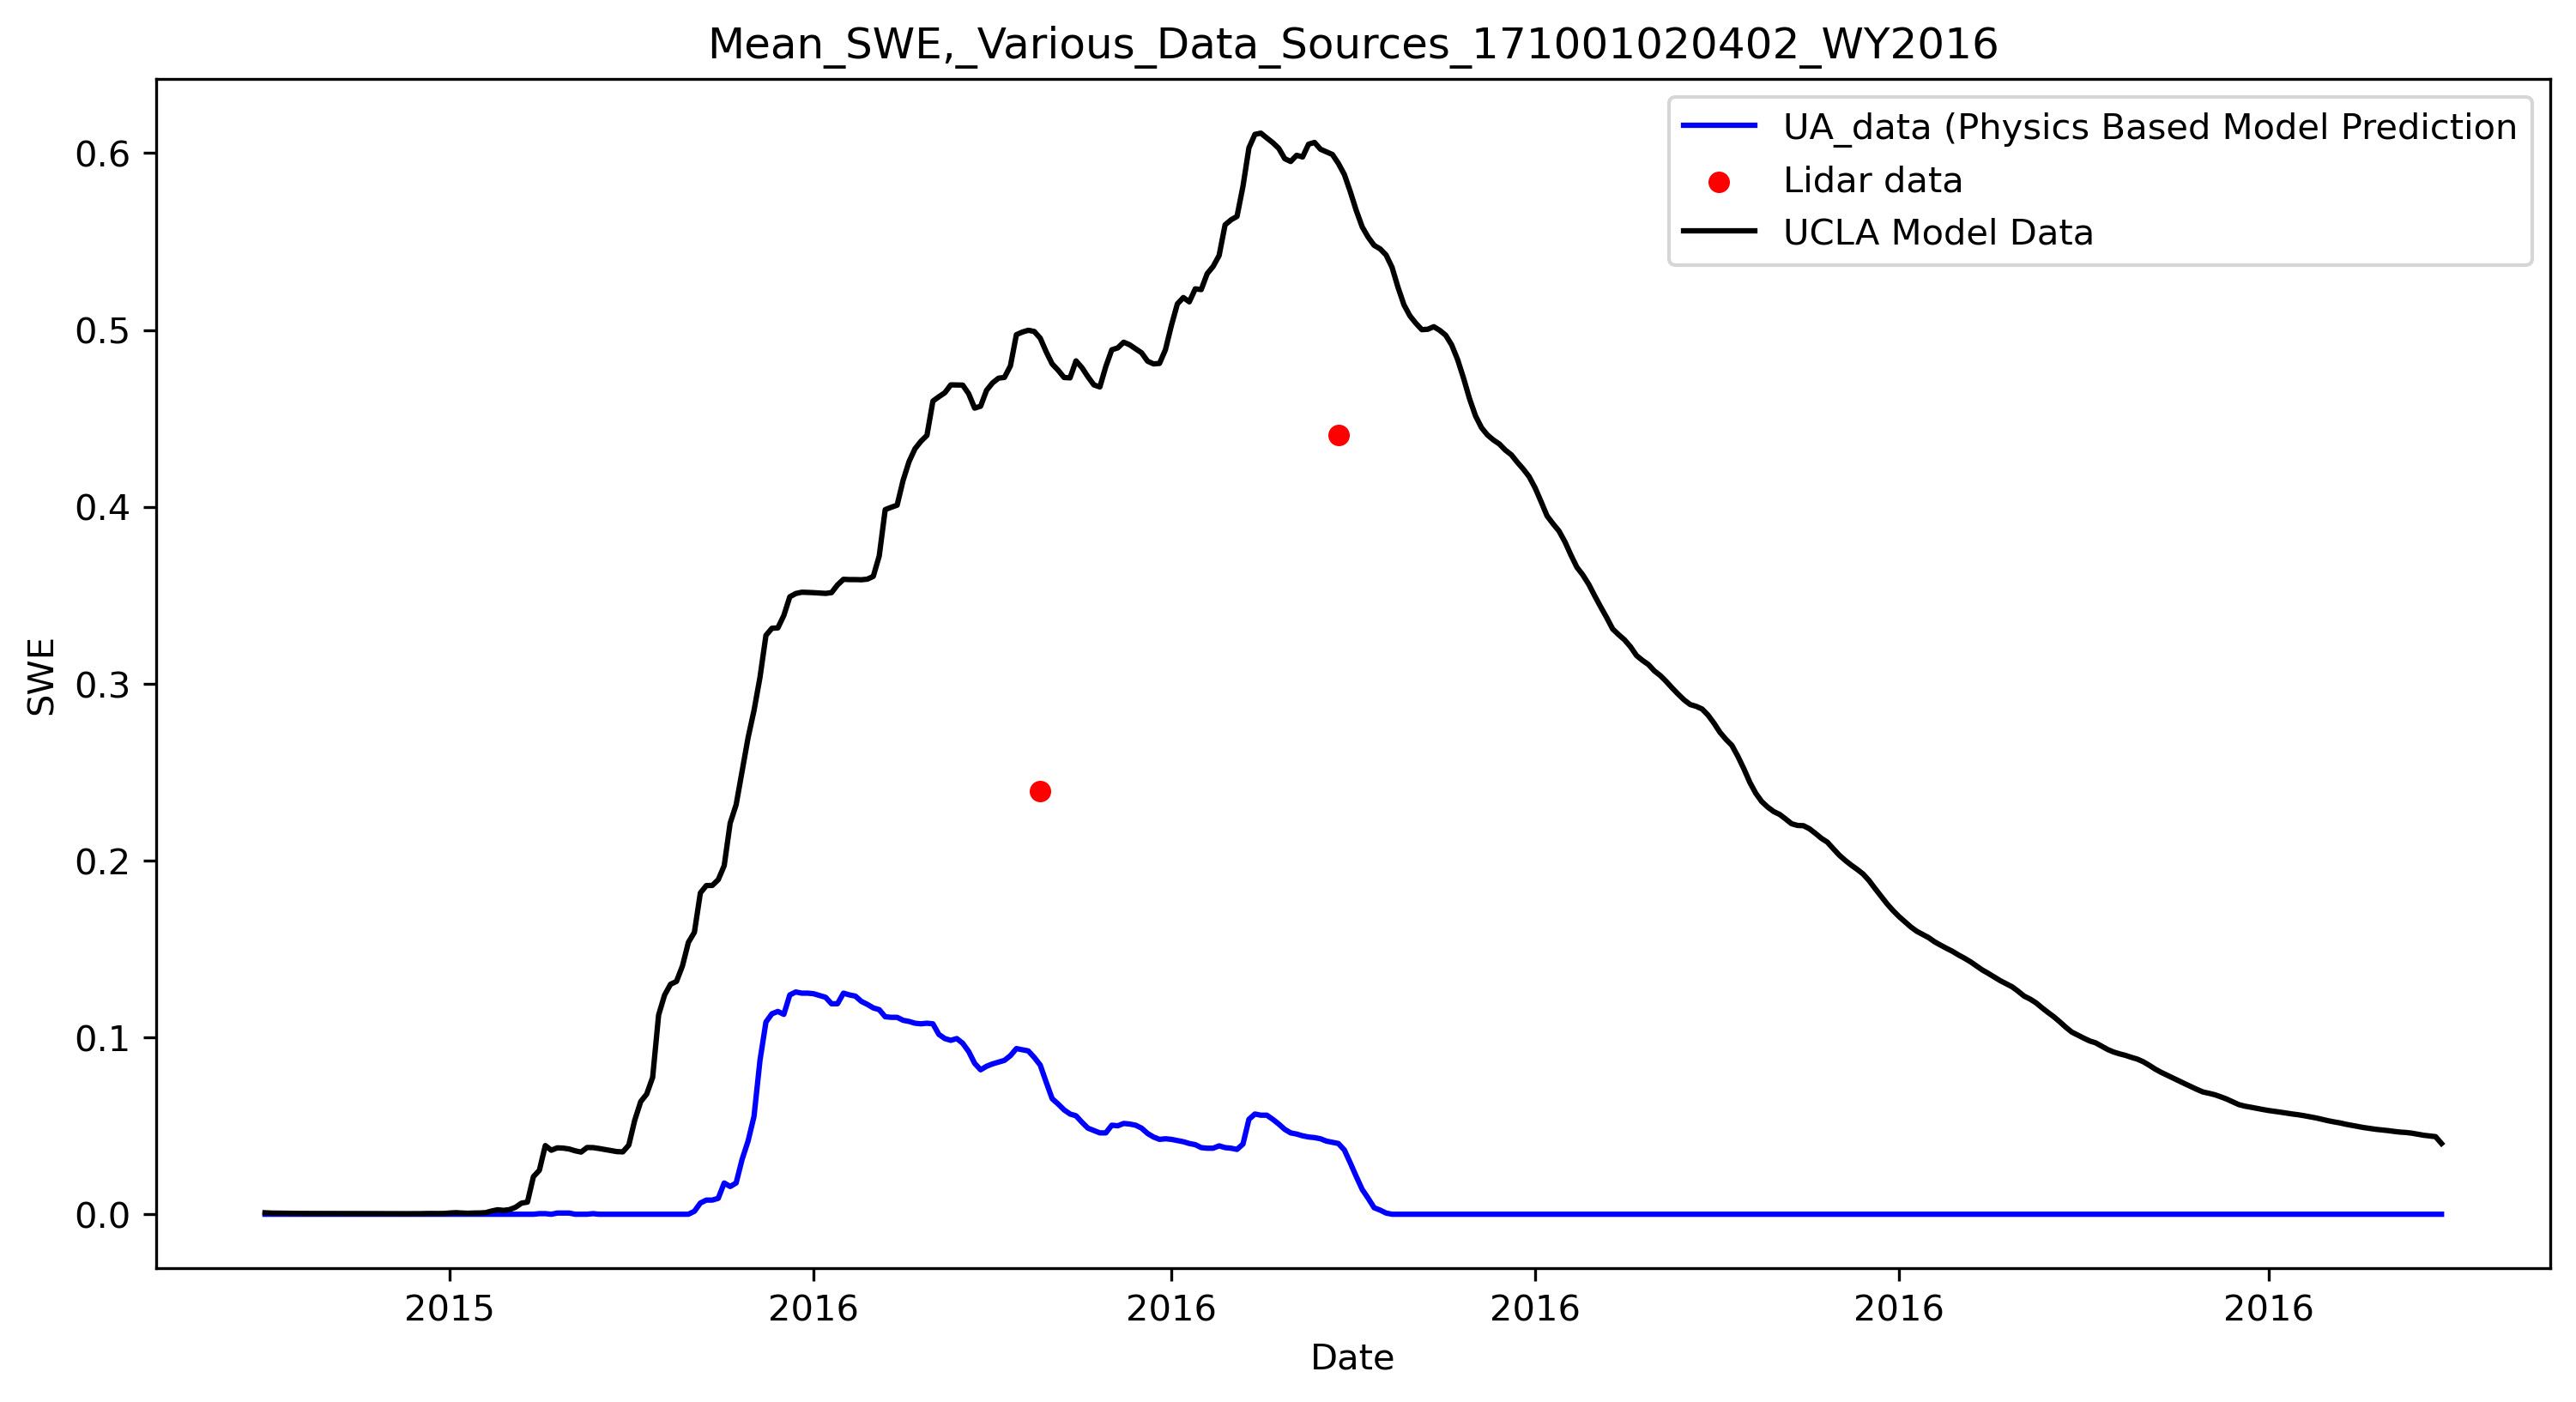 Mean_SWE,_Various_Data_Sources_171001020402_WY2016
UA_data (Physics Based Model Prediction
Lidar data
UCLA Model Data
0.6
0.5
0.4
0.3
0.2
0.1
0.0
SWE
2015 2016 2016 2016 2016 2016
Date